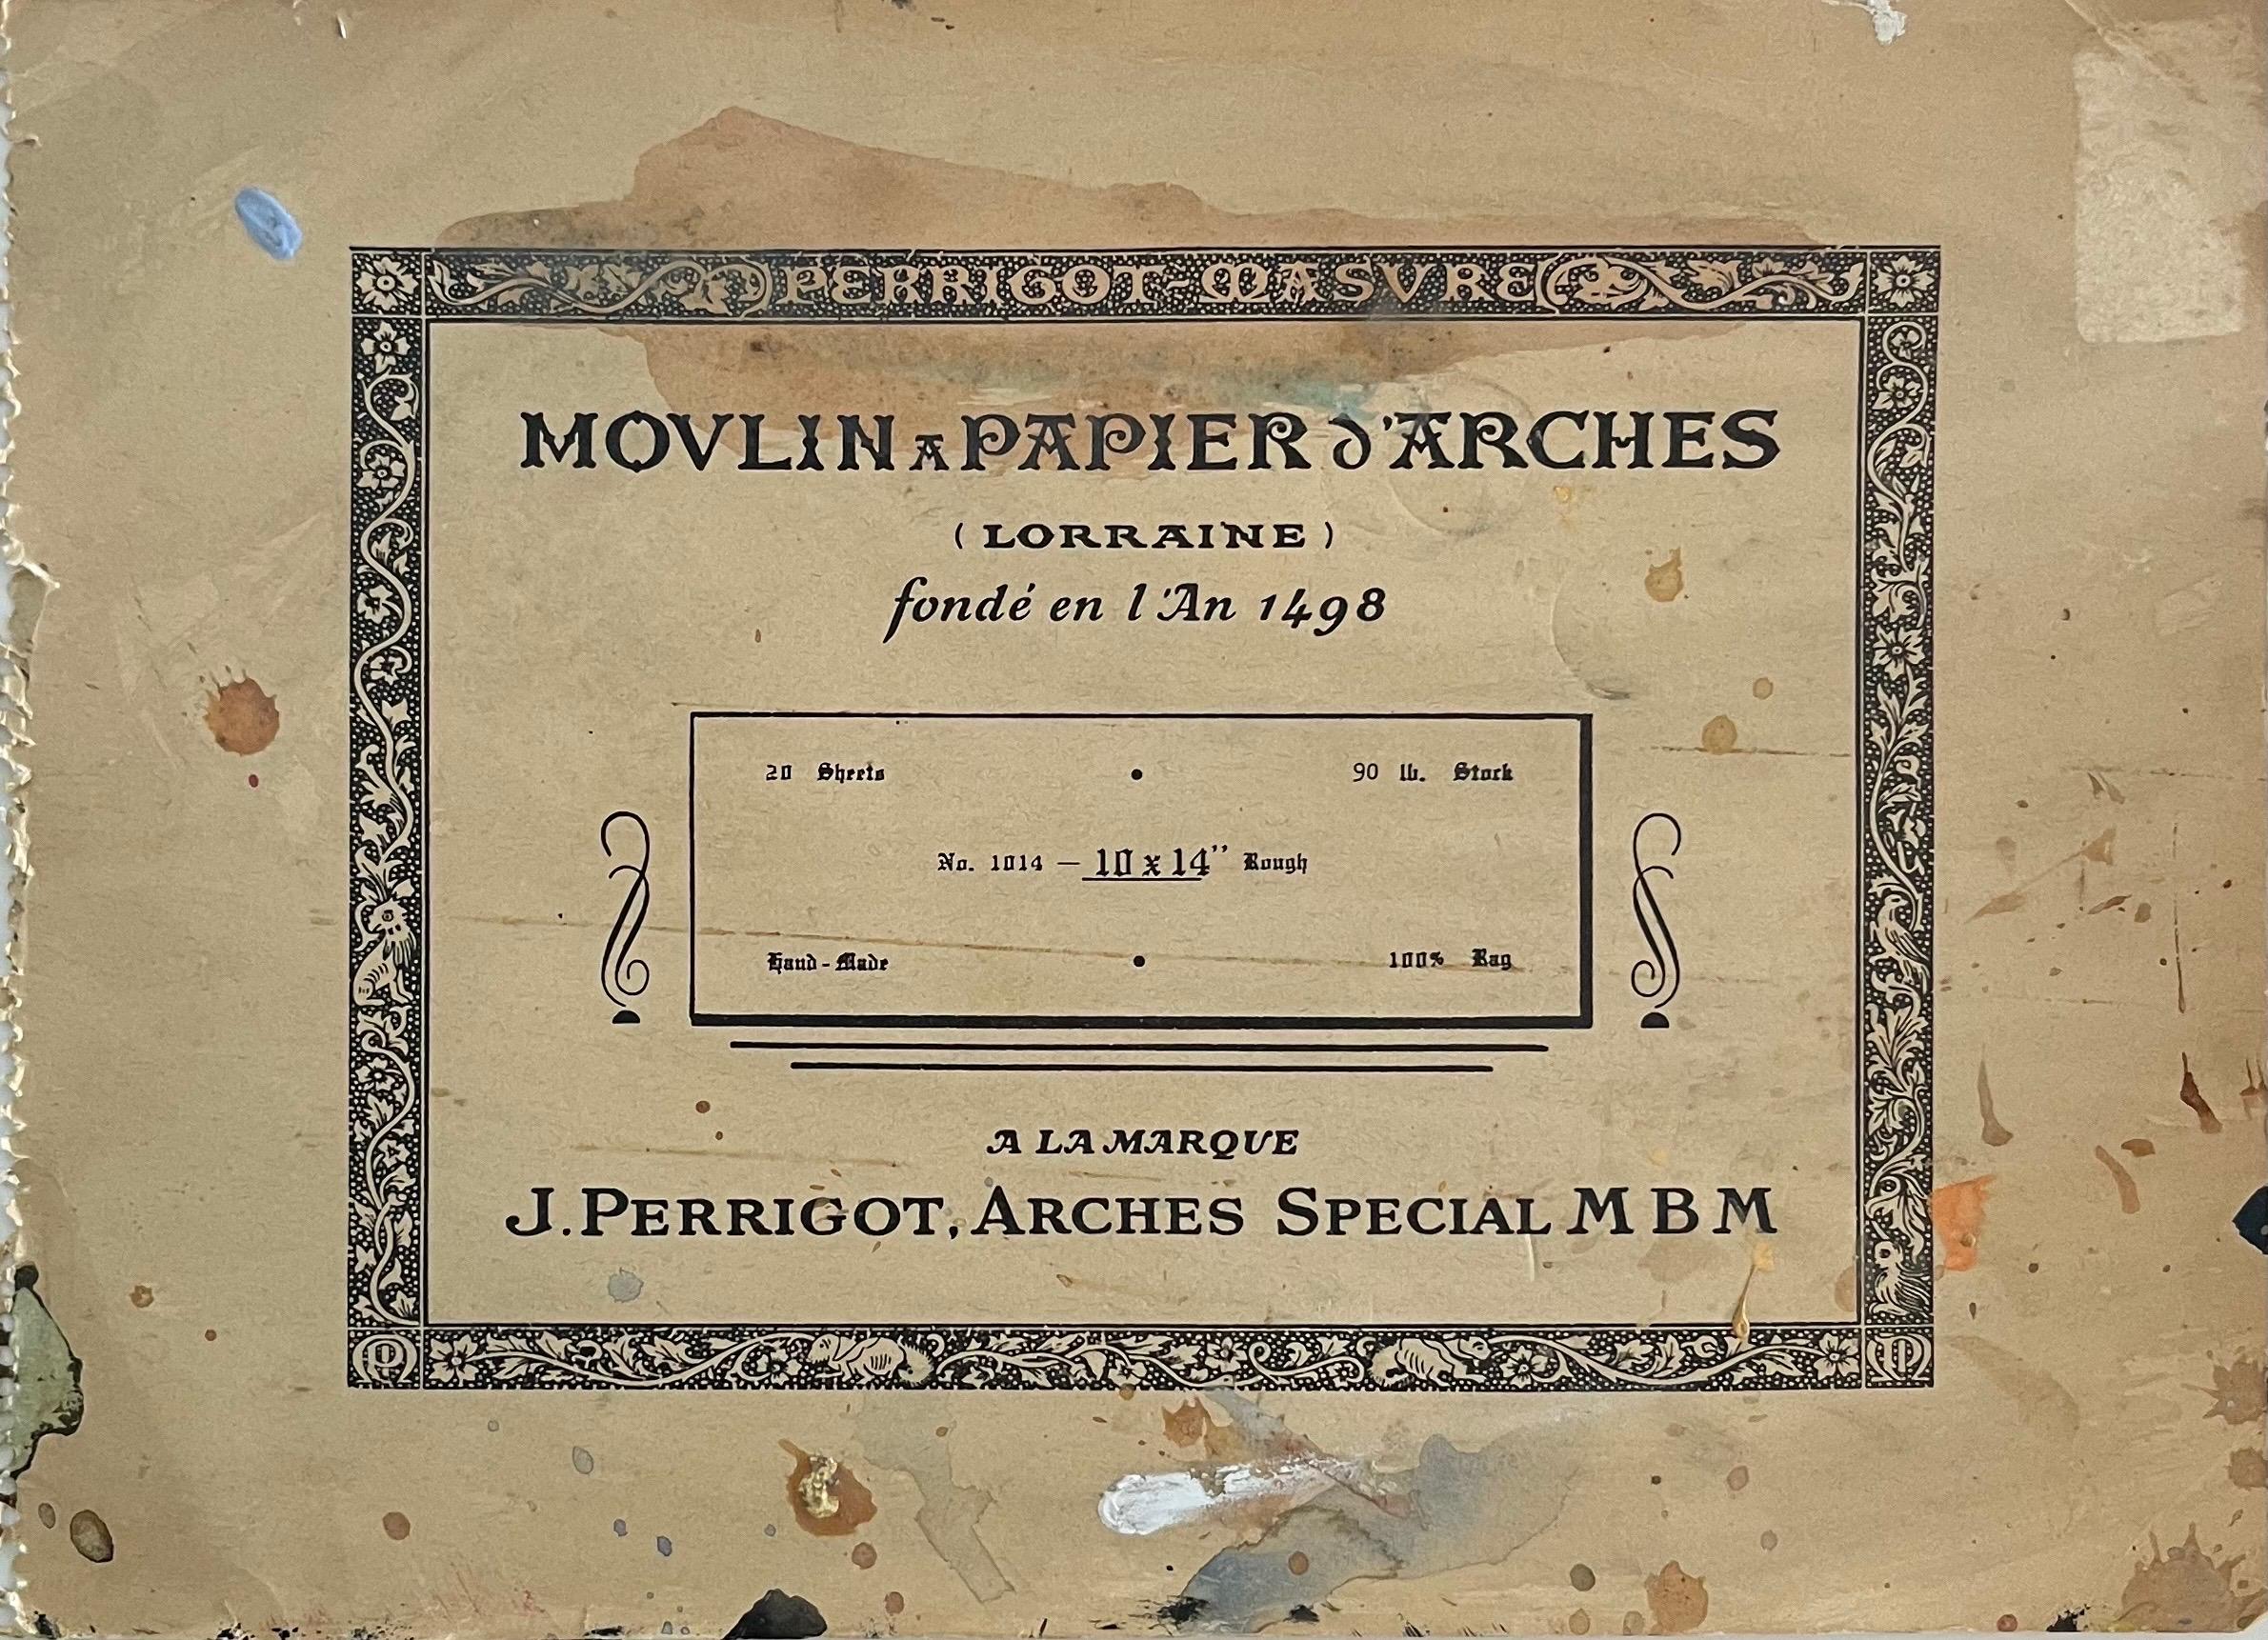 PERRIGOT-MASVRE
MOVLIN A PAPIER d'ARCHES
(LORRAINE)
fondé en l'An 1498
20 Sheets • 90 lb. Stock
No. 1014 — 10 x 14" Rough
Hand-Made • 100% Rag
A LA MARQUE
J. PERRIGOT, ARCHES SPECIAL M B M
P M